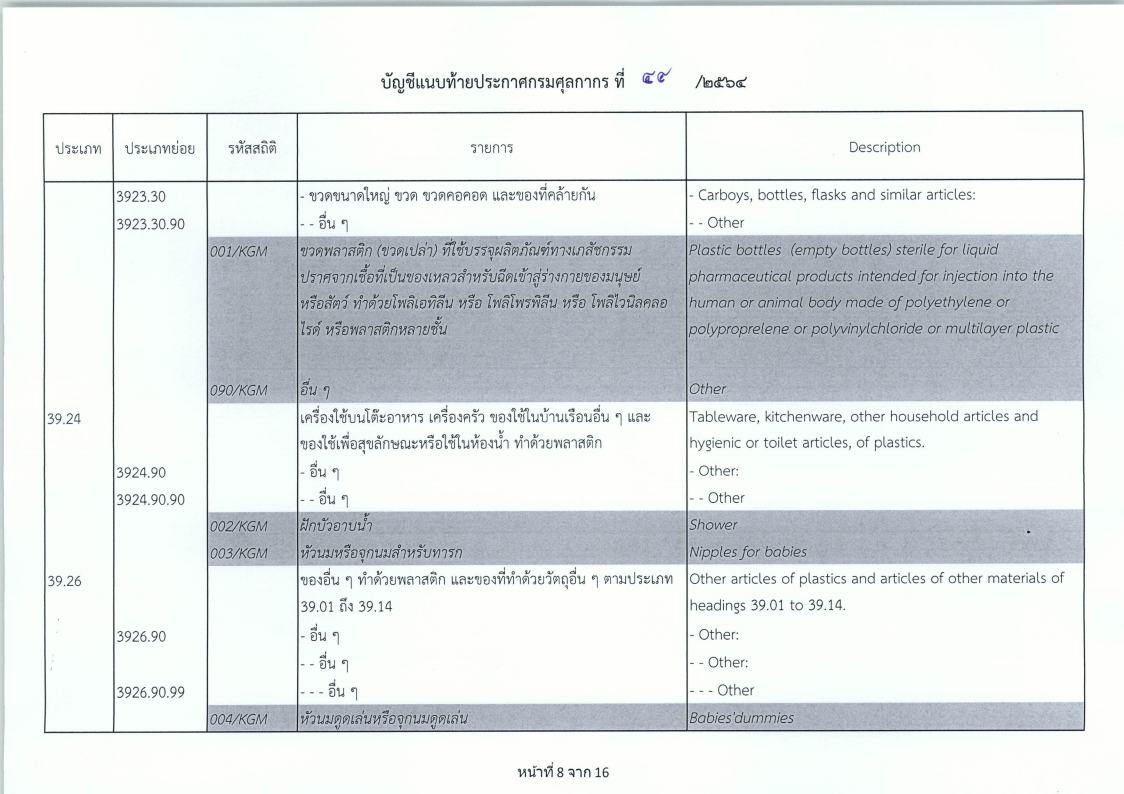 บัญชีแนบท้ายประกาศกรมศุลกากร ที่ ๔๙ /๒๕๖๔
ประเภท ประเภทย่อย รหัสถิติ รายการ Description
3923.30 - ขวดขนาดใหญ่ ขวด ขวดคอคอด และของที่คล้ายกัน - Carboys, bottles, flasks and similar articles:
3923.30.90 - - อื่น ๆ - - Other
001/KGM ขวดพลาสติก (ขวดเปล่า) ที่ใช้บรรจุผลิตภัณฑ์ทางเภสัชกรรม Plastic bottles (empty bottles) sterile for liquid
ปราศจากเชื้อที่เป็นของเหลวสำหรับฉีดเข้าสู่ร่างกายของมนุษย์ pharmaceutical products intended for injection into the
หรือสัตว์ ทำด้วยโพลิเอทิลีน หรือ โพลิโพรพิลีน หรือ โพลิไวนิลคลอ human or animal body made of polyethylene or
ไรด์ หรือพลาสติกหลายชั้น polyproprelene or polyvinylchloride or multilayer plastic
090/KGM อื่น ๆ Other
39.24 เครื่องใช้บนโต๊ะอาหาร เครื่องครัว ของใช้ในบ้านเรือนอื่น ๆ และ Tableware, kitchenware, other household articles and
ของใช้เพื่อสุขลักษณะหรือใช้ในห้องน้ำ ทำด้วยพลาสติก hygienic or toilet articles, of plastics.
3924.90 - อื่น ๆ - Other:
3924.90.90 - - อื่น ๆ - - Other
002/KGM ฝักบัวอาบน้ำ Shower
003/KGM หัวนมหรือจุกนมสำหรับทารก Nipples for babies
39.26 ของอื่น ๆ ทำด้วยพลาสติก และของที่ทำด้วยวัตถุอื่น ๆ ตามประเภท Other articles of plastics and articles of other materials of
39.01 ถึง 39.14 headings 39.01 to 39.14.
3926.90 - อื่น ๆ - Other:
- - อื่น ๆ - - Other:
3926.90.99 - - - อื่น ๆ - - - Other
004/KGM หัวนมดูดเล่นหรือจุกนมดูดเล่น Babies'dummies
หน้าที่ 8 จาก 16